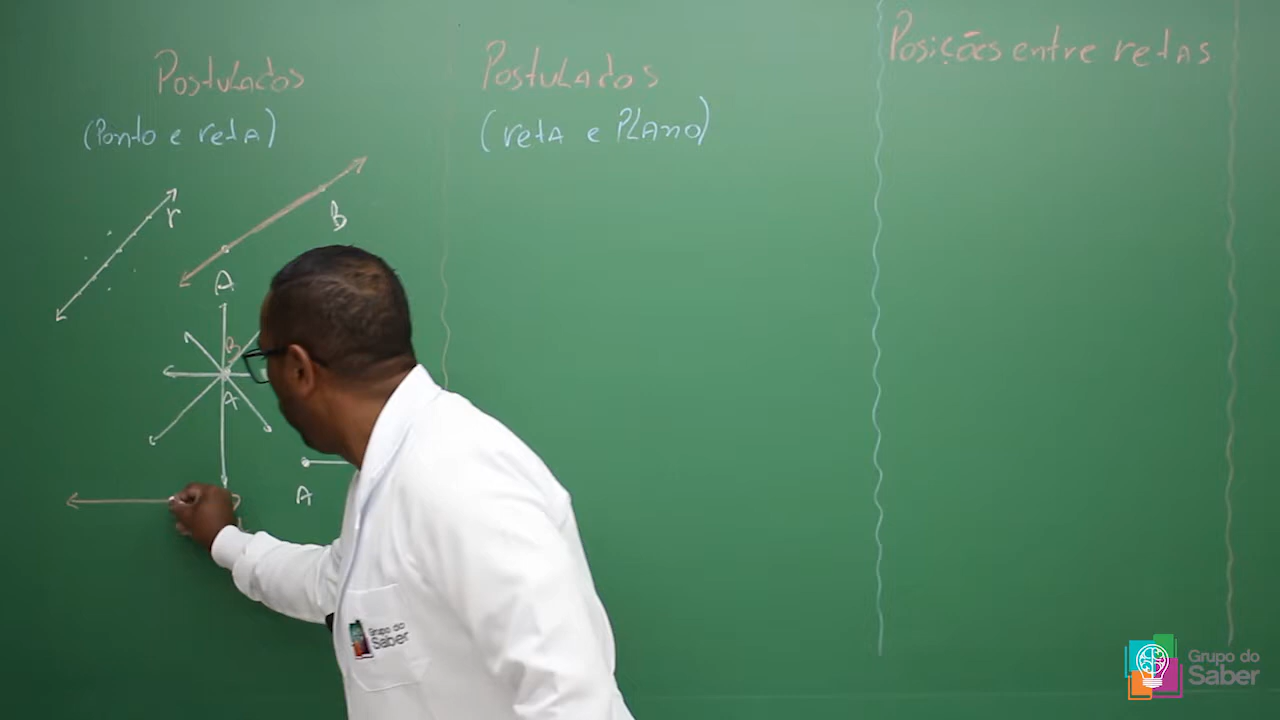 Postulados
(Ponto e reta)
r
B
A
B
A
A
Postulados
(reta e Plano)
Posições entre retas
Grupo do
Saber
Grupo do
Saber